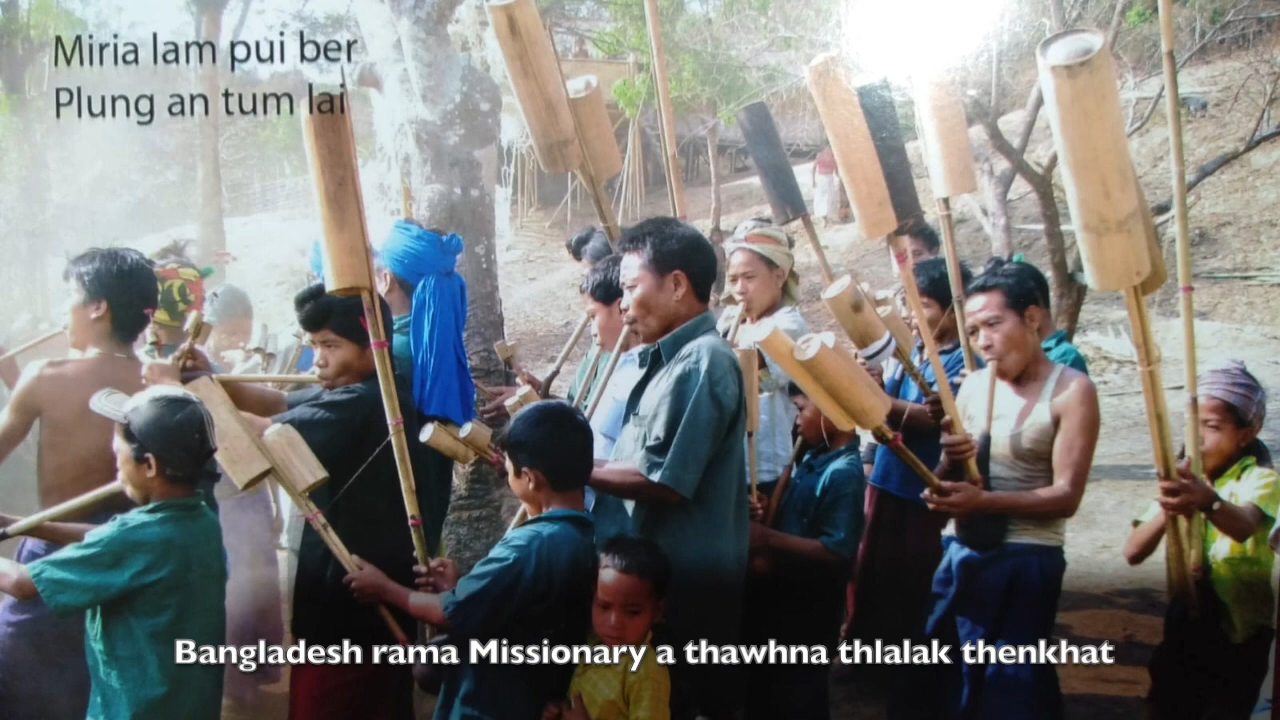 Miria lam pui ber
Plung an tum lai
Bangladesh rama Missionary a thawhna thlalak thenkhat